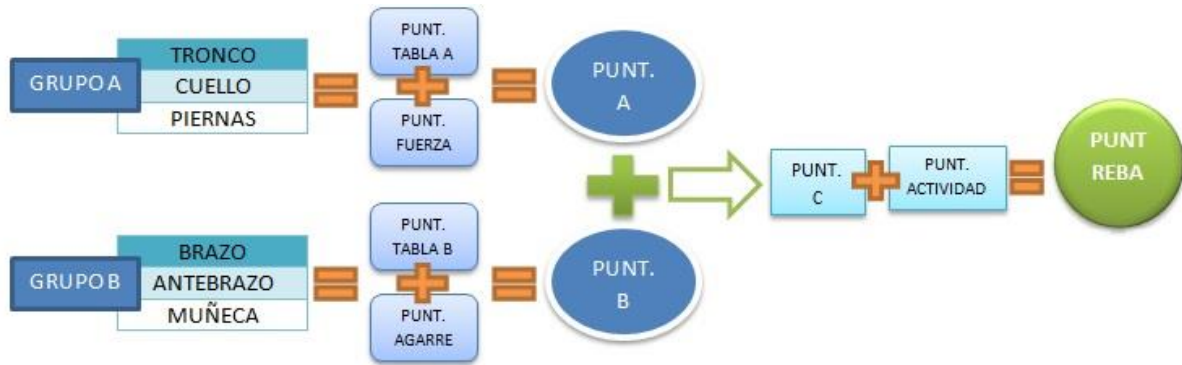 GRUPO A
TRONCO
CUELLO
PIERNAS
PUNT.
TABLA A
PUNT.
FUERZA
PUNT.
A
GRUPO B
BRAZO
ANTEBRAZO
MUÑECA
PUNT.
TABLA B
PUNT.
AGARRE
PUNT.
B
PUNT.
C
PUNT.
ACTIVIDAD
PUNT
REBA